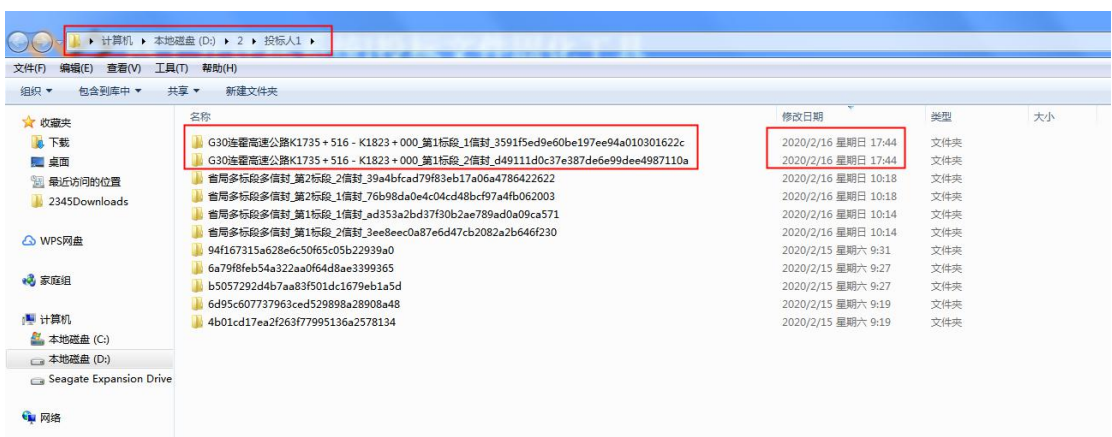 计算机 ▸ 本地磁盘 (D:) ▸ 2 ▸ 投标人1 ▸
文件(F) 编辑(E) 查看(V) 工具(T) 帮助(H)
组织 包含到库中 共享 新建文件夹
收藏夹 名称 修改日期 类型 大小
下载 G30连霍高速公路K1735+516-K1823+000_第1标段_1信封_3591f5ed9e60be197ee94a010301622c 2020/2/16 星期日 17:44 文件夹
桌面 G30连霍高速公路K1735+516-K1823+000_第1标段_2信封_d49111d0c37e387de6e99dee4987110a 2020/2/16 星期日 17:44 文件夹
省局多标段多信封_第2标段_2信封_39a4bfcad79f83eb17a06a4786422622 2020/2/16 星期日 10:18 文件夹
最近访问的位置 省局多标段多信封_第2标段_1信封_76b98da0e4c04cd48bcf97a4fb062003 2020/2/16 星期日 10:18 文件夹
2345Downloads 省局多标段多信封_第1标段_1信封_ad353a2bd37f30b2ae789ad0a09ca571 2020/2/16 星期日 10:14 文件夹
省局多标段多信封_第1标段_2信封_3ee8eec0a87e6d47cb2082a2b646f230 2020/2/16 星期日 10:14 文件夹
WPS网盘 94f167315a628e6c50f65c05b22939a0 2020/2/15 星期六 9:31 文件夹
6a79f8feb54a322aa0f64d8ae3399365 2020/2/15 星期六 9:27 文件夹
家庭组 b5057292d4b7aa83f501dc1679eb1a5d 2020/2/15 星期六 9:27 文件夹
6d95c607737963ced529898a28908a48 2020/2/15 星期六 9:19 文件夹
计算机 4b01cd17ea2f263f77995136a2578134 2020/2/15 星期六 9:19 文件夹
本地磁盘 (C:)
本地磁盘 (D:)
Seagate Expansion Drive
网络